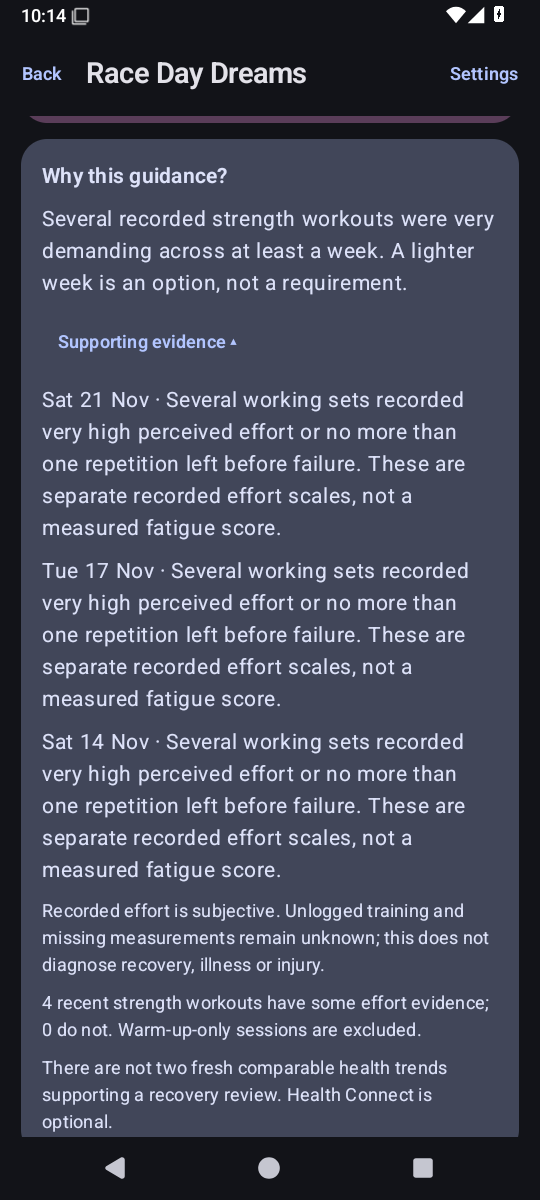 10:14
Back Race Day Dreams Settings
Why this guidance?
Several recorded strength workouts were very
demanding across at least a week. A lighter
week is an option, not a requirement.
Supporting evidence ▴
Sat 21 Nov · Several working sets recorded
very high perceived effort or no more than
one repetition left before failure. These are
separate recorded effort scales, not a
measured fatigue score.
Tue 17 Nov · Several working sets recorded
very high perceived effort or no more than
one repetition left before failure. These are
separate recorded effort scales, not a
measured fatigue score.
Sat 14 Nov · Several working sets recorded
very high perceived effort or no more than
one repetition left before failure. These are
separate recorded effort scales, not a
measured fatigue score.
Recorded effort is subjective. Unlogged training and
missing measurements remain unknown; this does not
diagnose recovery, illness or injury.
4 recent strength workouts have some effort evidence;
0 do not. Warm-up-only sessions are excluded.
There are not two fresh comparable health trends
supporting a recovery review. Health Connect is
optional.